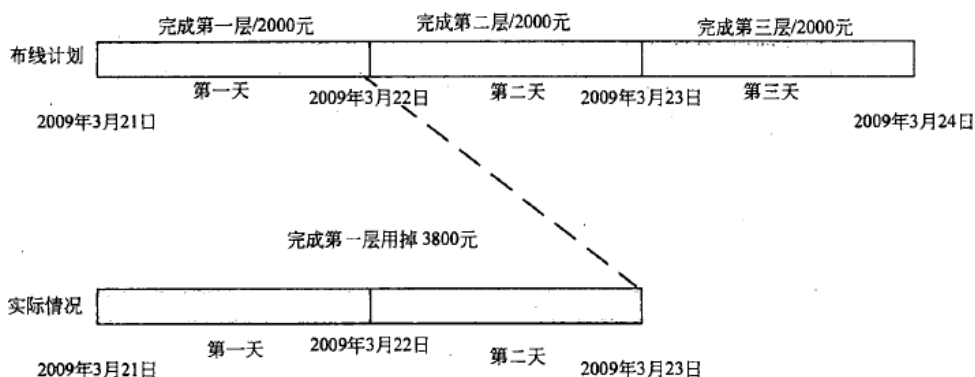 完成第一层/2000元
完成第二层/2000元
完成第三层/2000元
布线计划
第一天
2009年3月22日
第二天
2009年3月23日
第三天
2009年3月21日
2009年3月24日
完成第一层用掉 3800元
实际情况
第一天
2009年3月22日
第二天
2009年3月21日
2009年3月23日